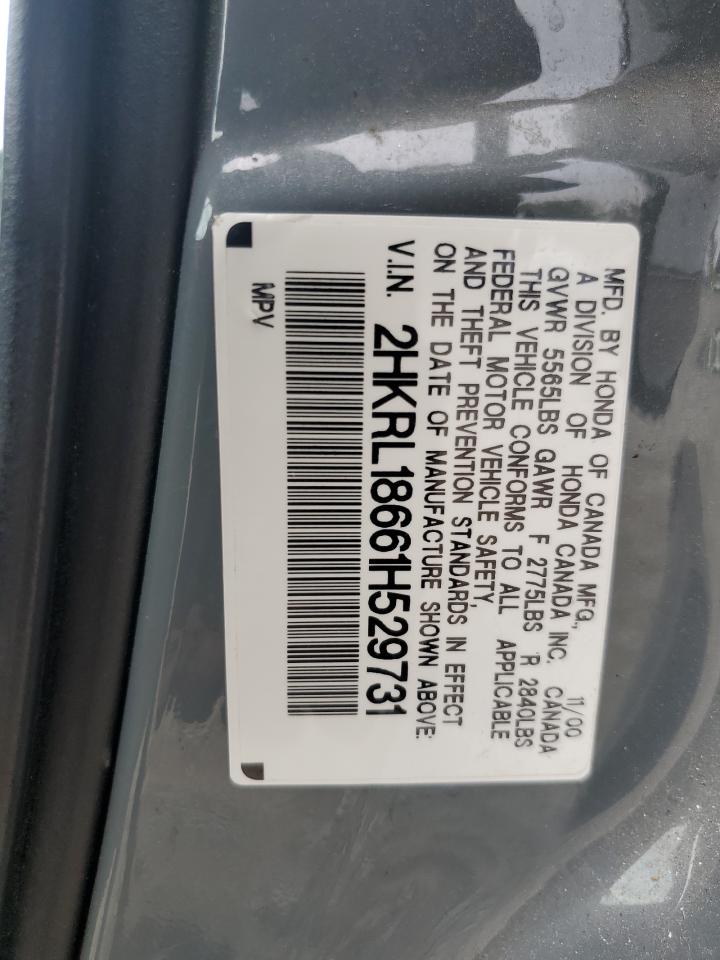 MFD. BY HONDA OF CANADA MFG., 11/00
A DIVISION OF HONDA CANADA INC. CANADA
GVWR 5565LBS GAWR F 2775LBS R 2840LBS
THIS VEHICLE CONFORMS TO ALL APPLICABLE
FEDERAL MOTOR VEHICLE SAFETY,
AND THEFT PREVENTION STANDARDS IN EFFECT
ON THE DATE OF MANUFACTURE SHOWN ABOVE:
V.I.N. 2HKRL18661H529731
MPV